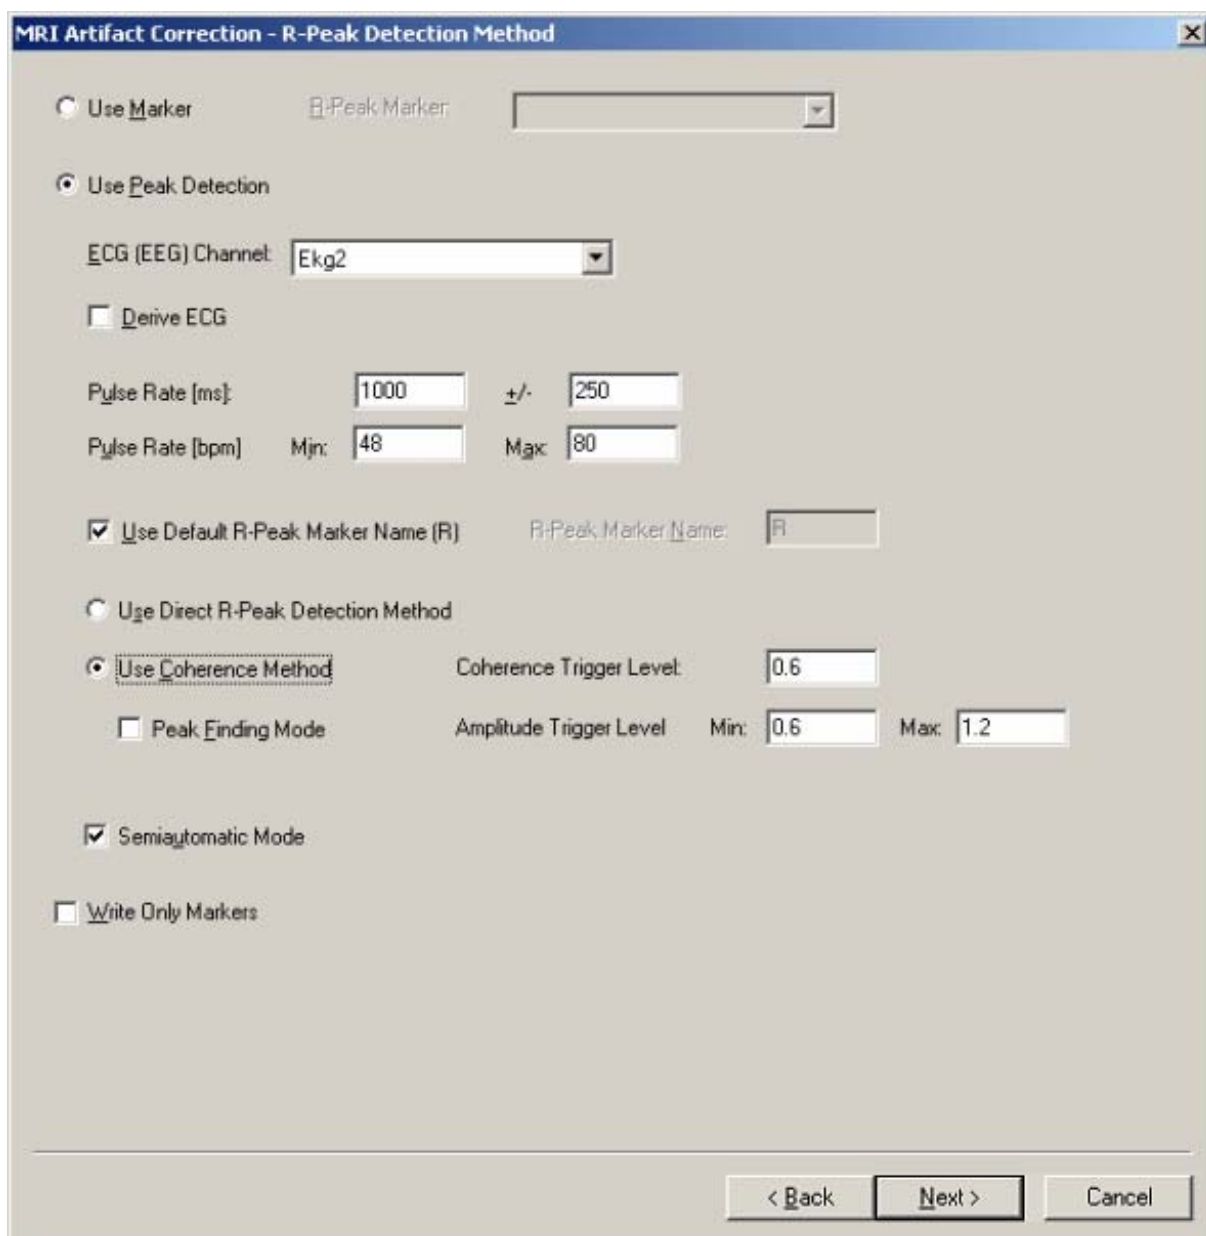 MRI Artifact Correction - R-Peak Detection Method
Use Marker R-Peak Marker:
Use Peak Detection
ECG (EEG) Channel: Ekg2
Derive ECG
Pulse Rate [ms]: 1000 +/- 250
Pulse Rate [bpm] Min: 48 Max: 80
Use Default R-Peak Marker Name (R) R-Peak Marker Name: R
Use Direct R-Peak Detection Method
Use Coherence Method Coherence Trigger Level: 0.6
Peak Finding Mode Amplitude Trigger Level Min: 0.6 Max: 1.2
Semiautomatic Mode
Write Only Markers
< Back Next > Cancel